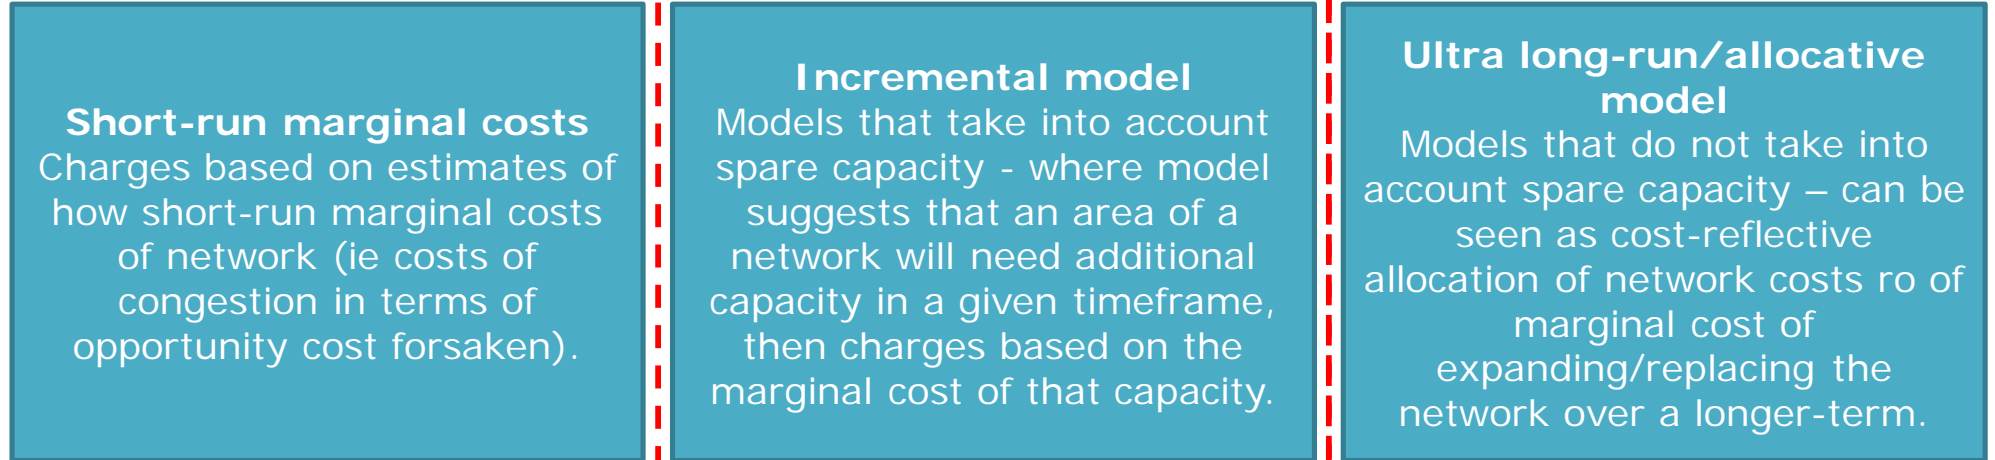 Short-run marginal costs
Charges based on estimates of
how short-run marginal costs
of network (ie costs of
congestion in terms of
opportunity cost forsaken).
Incremental model
Models that take into account
spare capacity - where model
suggests that an area of a
network will need additional
capacity in a given timeframe,
then charges based on the
marginal cost of that capacity.
Ultra long-run/allocative
model
Models that do not take into
account spare capacity – can be
seen as cost-reflective
allocation of network costs ro of
marginal cost of
expanding/replacing the
network over a longer-term.